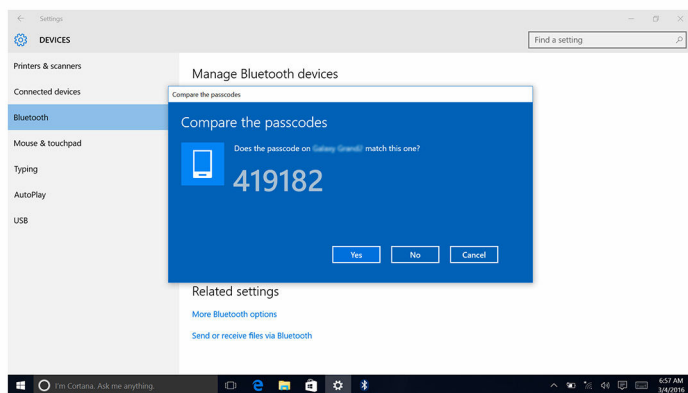 Settings
DEVICES
Find a setting
Printers & scanners
Connected devices
Bluetooth
Mouse & touchpad
Typing
AutoPlay
USB
Manage Bluetooth devices
Compare the passcodes
Compare the passcodes
Does the passcode on match this one?
419182
Yes No Cancel
Related settings
More Bluetooth options
Send or receive files via Bluetooth
I'm Cortana. Ask me anything.
6:57 AM
3/4/2016